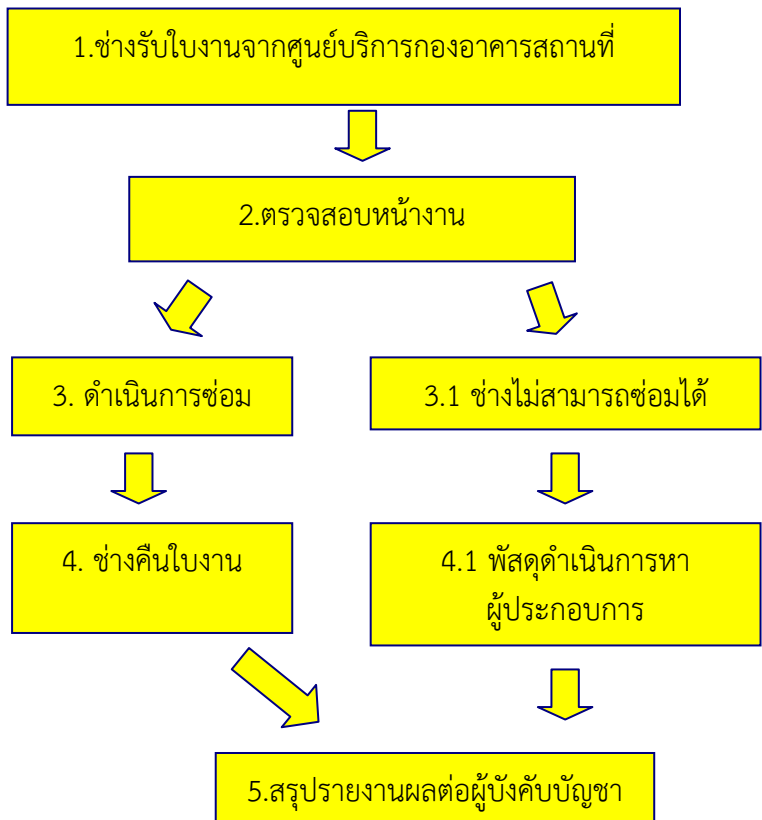 1.ช่างรับใบงานจากศูนย์บริการกองอาคารสถานที่
2.ตรวจสอบหน้างาน
3. ดำเนินการซ่อม
3.1 ช่างไม่สามารถซ่อมได้
4. ช่างคืนใบงาน
4.1 พัสดุดำเนินการหา
ผู้ประกอบการ
5.สรุปรายงานผลต่อผู้บังคับบัญชา